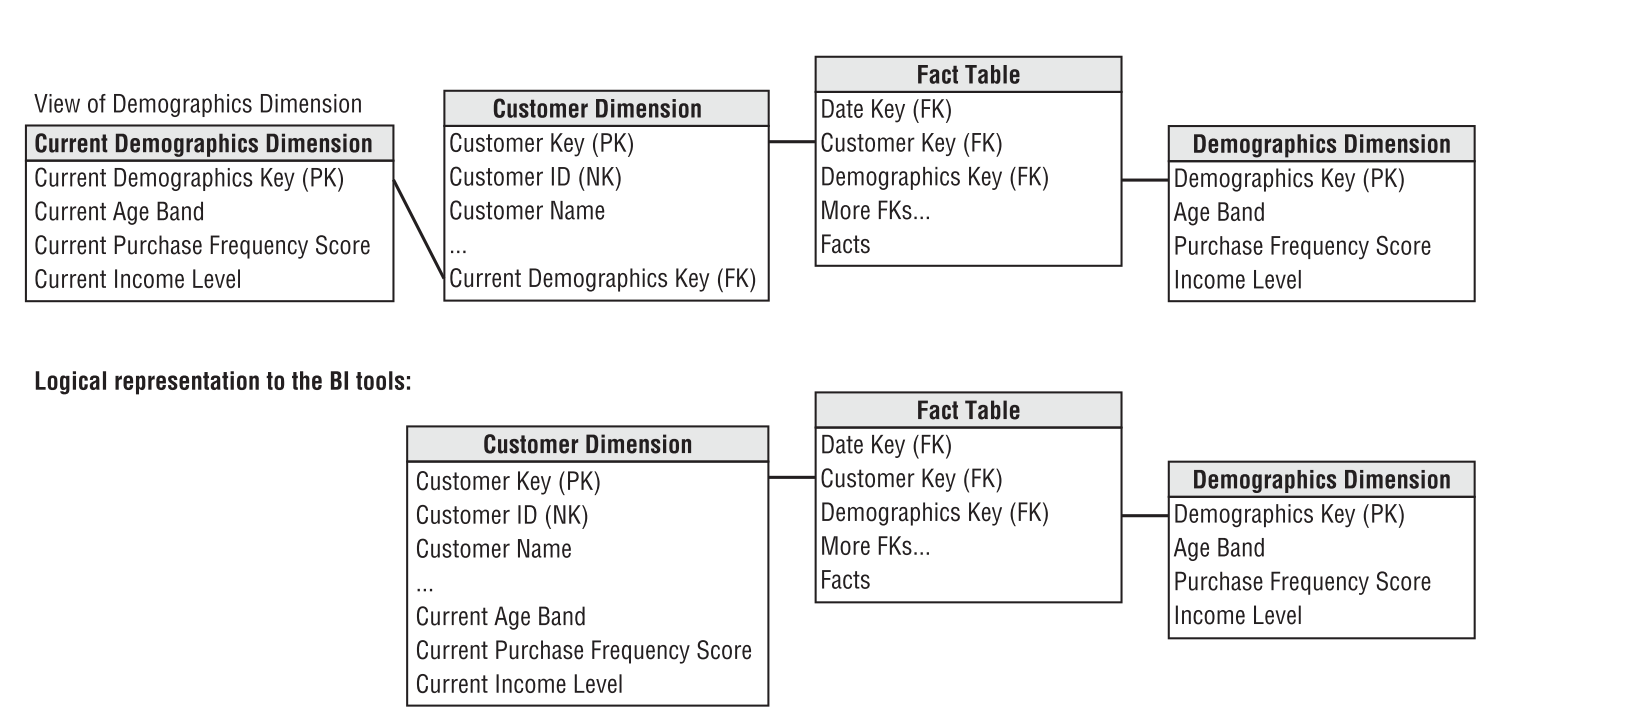 View of Demographics Dimension
Current Demographics Dimension
Current Demographics Key (PK)
Current Age Band
Current Purchase Frequency Score
Current Income Level
Customer Dimension
Customer Key (PK)
Customer ID (NK)
Customer Name
...
Current Demographics Key (FK)
Fact Table
Date Key (FK)
Customer Key (FK)
Demographics Key (FK)
More FKs...
Facts
Demographics Dimension
Demographics Key (PK)
Age Band
Purchase Frequency Score
Income Level
Logical representation to the BI tools:
Customer Dimension
Customer Key (PK)
Customer ID (NK)
Customer Name
...
Current Age Band
Current Purchase Frequency Score
Current Income Level
Fact Table
Date Key (FK)
Customer Key (FK)
Demographics Key (FK)
More FKs...
Facts
Demographics Dimension
Demographics Key (PK)
Age Band
Purchase Frequency Score
Income Level